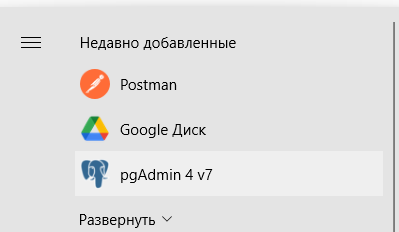 Недавно добавленные
Postman
Google Диск
pgAdmin 4 v7
Развернуть